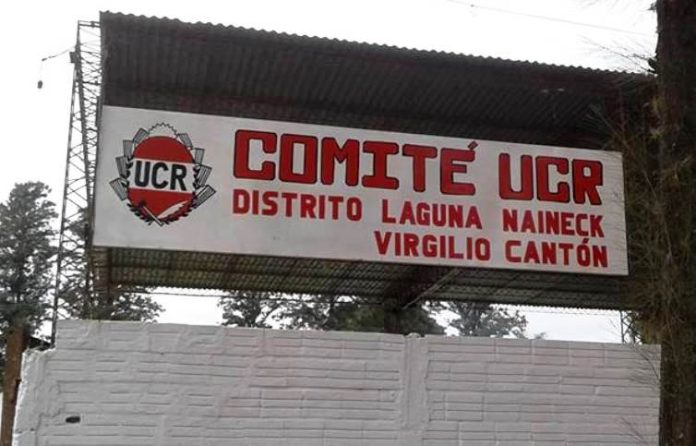 UCR
COMITÉ UCR
DISTRITO LAGUNA NAINECK
VIRGILIO CANTÓN